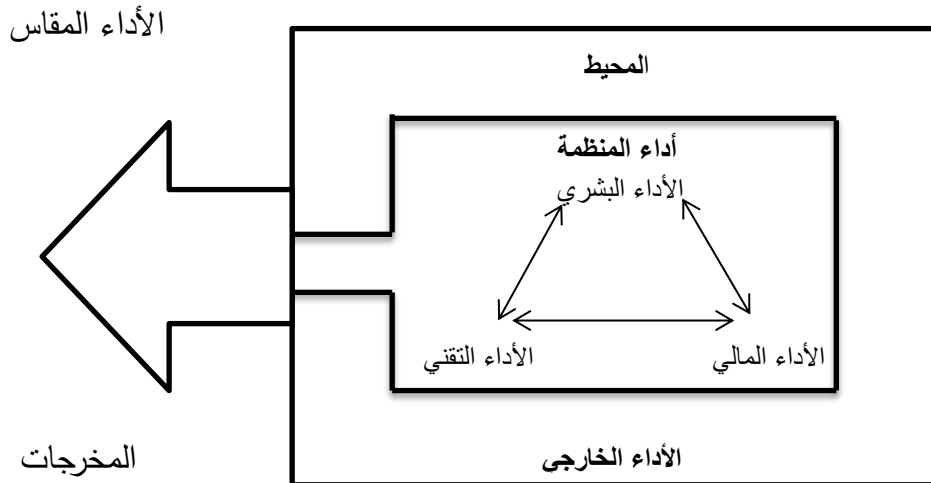 الأداء المقاس
المحيط
أداء المنظمة
الأداء البشري
الأداء المالي
الأداء التقني
الأداء الخارجي
المخرجات